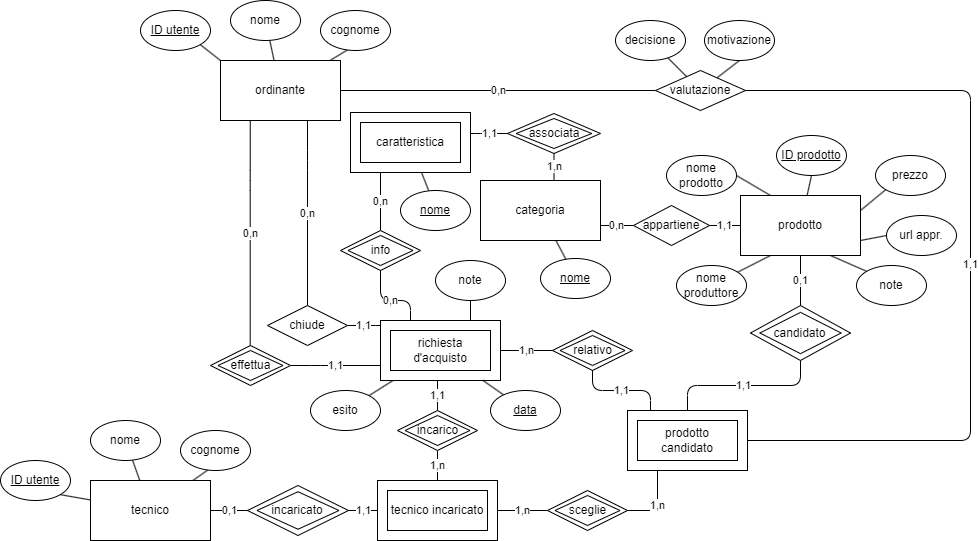 nome
cognome
ID utente
decisione
motivazione
ordinante
0,n
valutazione
caratteristica
1,1
associata
ID prodotto
nome
prodotto
prezzo
1,n
0,n
nome
categoria
0,n
appartiene
1,1
prodotto
0,n
0,n
url appr.
info
nome
note
nome
produttore
0,1
note
1,1
0,n
chiude
1,1
candidato
richiesta
d'acquisto
1,n
relativo
effettua
1,1
1,1
1,1
1,1
esito
data
incarico
nome
cognome
prodotto
candidato
1,n
ID utente
tecnico
0,1
incaricato
1,1
tecnico incaricato
1,n
sceglie
1,n